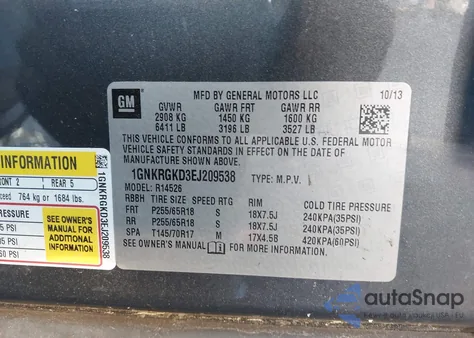 GM
MFD BY GENERAL MOTORS LLC 10/13
GVWR GAWR FRT GAWR RR
2908 KG 1450 KG 1600 KG
6411 LB 3196 LB 3527 LB
THIS VEHICLE CONFORMS TO ALL APPLICABLE U.S. FEDERAL MOTOR
VEHICLE SAFETY STANDARDS IN EFFECT ON THE DATE OF
MANUFACTURE SHOWN ABOVE.
1GNKRGKD3EJ209538 TYPE: M.P.V.
MODEL: R14526
RBBH TIRE SIZE SPEED RTG RIM COLD TIRE PRESSURE
FRT P255/65R18 S 18X7.5J 240KPA(35PSI)
RR P255/65R18 S 18X7.5J 240KPA(35PSI)
SPA T145/70R17 M 17X4.5B 420KPA(60PSI)
SEE OWNER'S MANUAL FOR ADDITIONAL INFORMATION.
INFORMATION
FRONT 2 REAR 5
exceed 764 kg or 1684 lbs.
PRESSURE
SEE OWNER'S
MANUAL FOR
ADDITIONAL
INFORMATION
1GNKRGKD3EJ209538
autoSnap